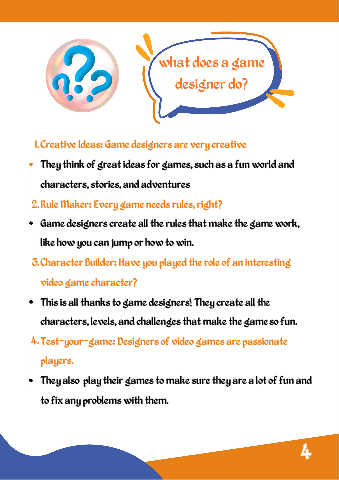 what does a game
designer do?
1. Creative Ideas: Game designers are very creative
• They think of great ideas for games, such as a fun world and
characters, stories, and adventures
2. Rule Maker: Every game needs rules, right?
• Game designers create all the rules that make the game work,
like how you can jump or how to win.
3. Character Builder: Have you played the role of an interesting
video game character?
• This is all thanks to game designers! They create all the
characters, levels, and challenges that make the game so fun.
4. Test-your-game: Designers of video games are passionate
players.
• They also play their games to make sure they are a lot of fun and
to fix any problems with them.
4